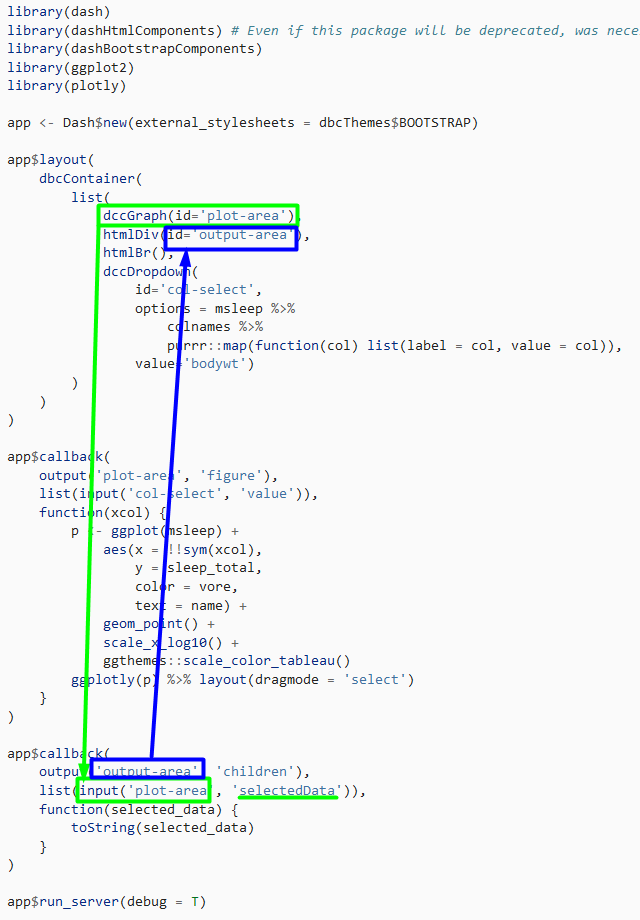 library(dash)
library(dashHtmlComponents) # Even if this package will be deprecated, was nece
library(dashBootstrapComponents)
library(ggplot2)
library(plotly)

app <- Dash$new(external_stylesheets = dbcThemes$BOOTSTRAP)

app$layout(
    dbcContainer(
        list(
            dccGraph(id='plot-area'),
            htmlDiv(id='output-area'),
            htmlBr(),
            dccDropdown(
                id='col-select',
                options = msleep %>%
                    colnames %>%
                    purrr::map(function(col) list(label = col, value = col)),
                value='bodywt')
        )
    )
)

app$callback(
    output('plot-area', 'figure'),
    list(input('col-select', 'value')),
    function(xcol) {
        p <- ggplot(msleep) +
            aes(x = !!sym(xcol),
                y = sleep_total,
                color = vore,
                text = name) +
            geom_point() +
            scale_x_log10() +
            ggthemes::scale_color_tableau()
        ggplotly(p) %>% layout(dragmode = 'select')
    }
)

app$callback(
    output('output-area', 'children'),
    list(input('plot-area', 'selectedData')),
    function(selected_data) {
        toString(selected_data)
    }
)

app$run_server(debug = T)